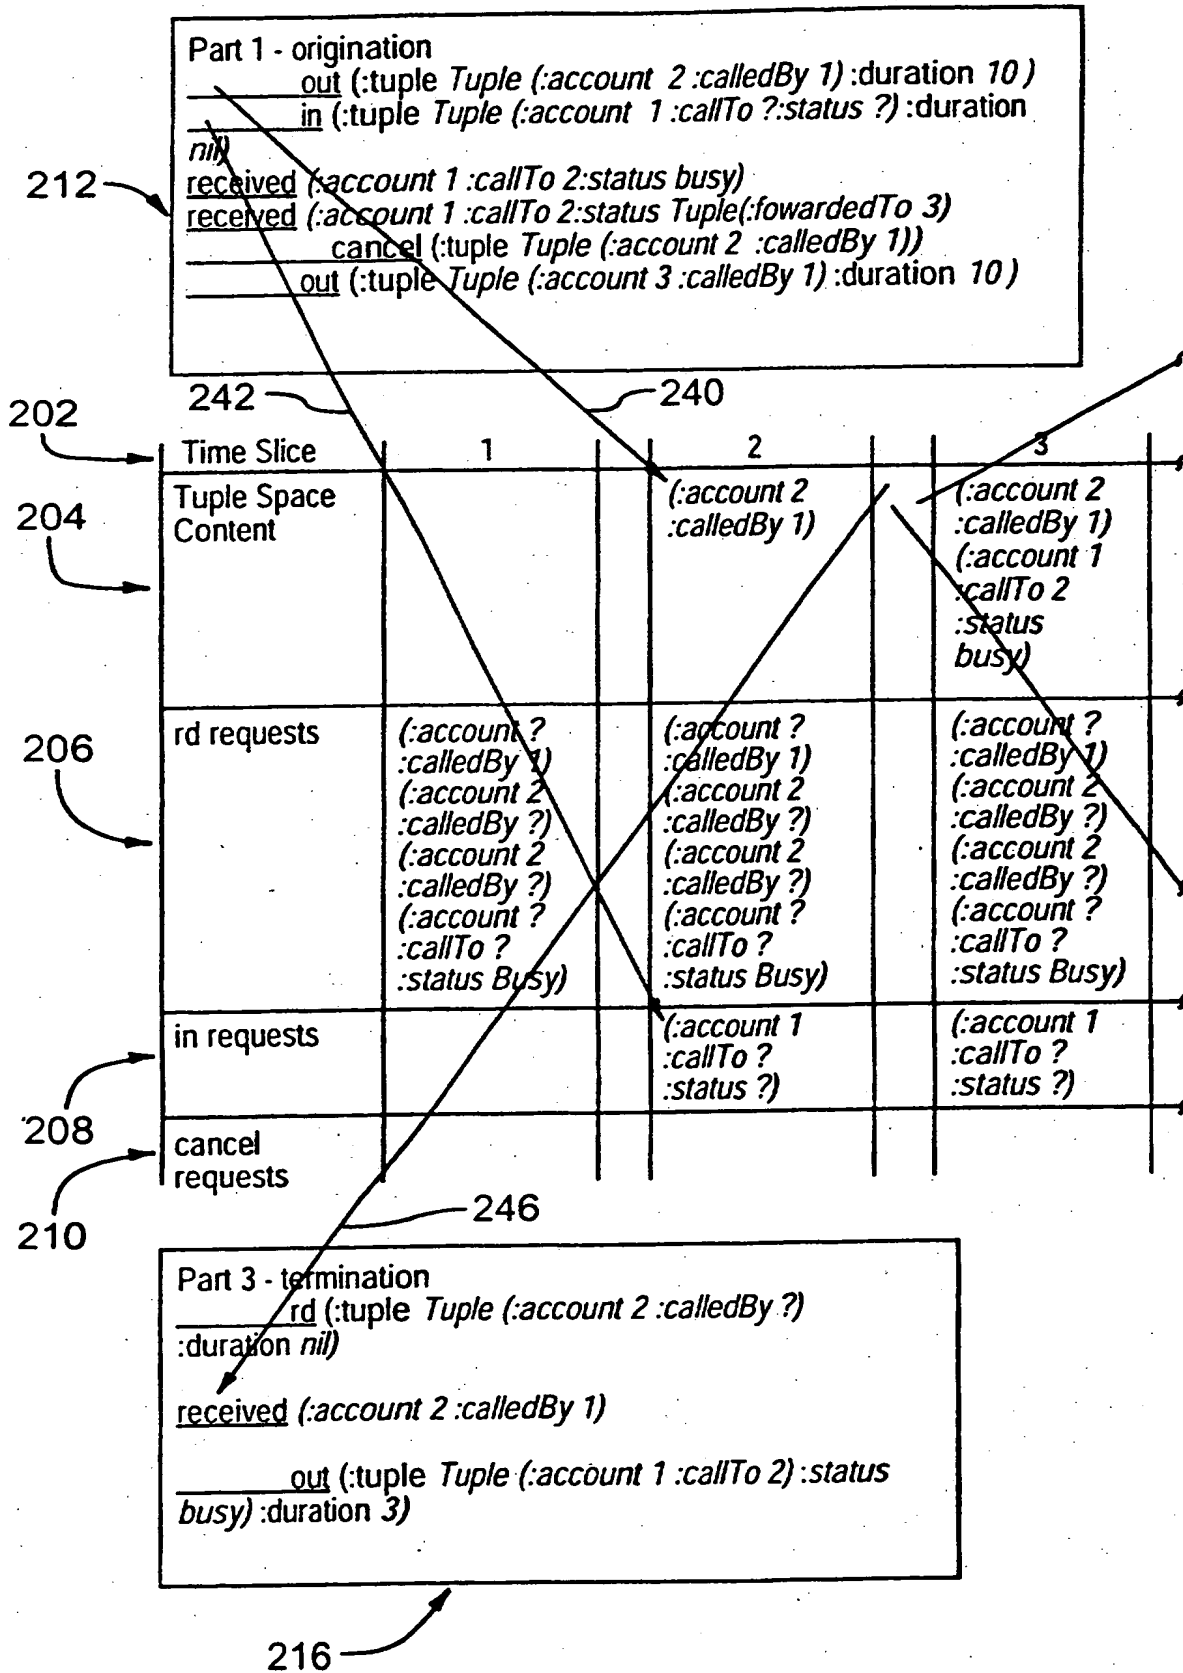 Part 1 - origination
out (:tuple Tuple (:account 2 :calledBy 1) :duration 10 )
in (:tuple Tuple (:account 1 :callTo ?:status ?) :duration
nil)
received (:account 1 :callTo 2:status busy)
212
received (:account 1 :callTo 2:status Tuple(:fowardedTo 3)
cancel (:tuple Tuple (:account 2 :calledBy 1))
out (:tuple Tuple (:account 3 :calledBy 1) :duration 10 )
242
240
202
Time Slice 1 2 3
204
Tuple Space
Content
(:account 2
:calledBy 1)
(:account 2
:calledBy 1)
(:account 1
:callTo 2
:status
busy)
206
rd requests
(:account ?
:calledBy 1)
(:account 2
:calledBy ?)
(:account 2
:calledBy ?)
(:account ?
:callTo ?
:status Busy)
(:account ?
:calledBy 1)
(:account 2
:calledBy ?)
(:account 2
:calledBy ?)
(:account ?
:callTo ?
:status Busy)
(:account ?
:calledBy 1)
(:account 2
:calledBy ?)
(:account 2
:calledBy ?)
(:account ?
:callTo ?
:status Busy)
208
in requests
(:account 1
:callTo ?
:status ?)
(:account 1
:callTo ?
:status ?)
210
cancel
requests
246
Part 3 - termination
rd (:tuple Tuple (:account 2 :calledBy ?)
:duration nil)
received (:account 2 :calledBy 1)
out (:tuple Tuple (:account 1 :callTo 2) :status
busy) :duration 3)
216